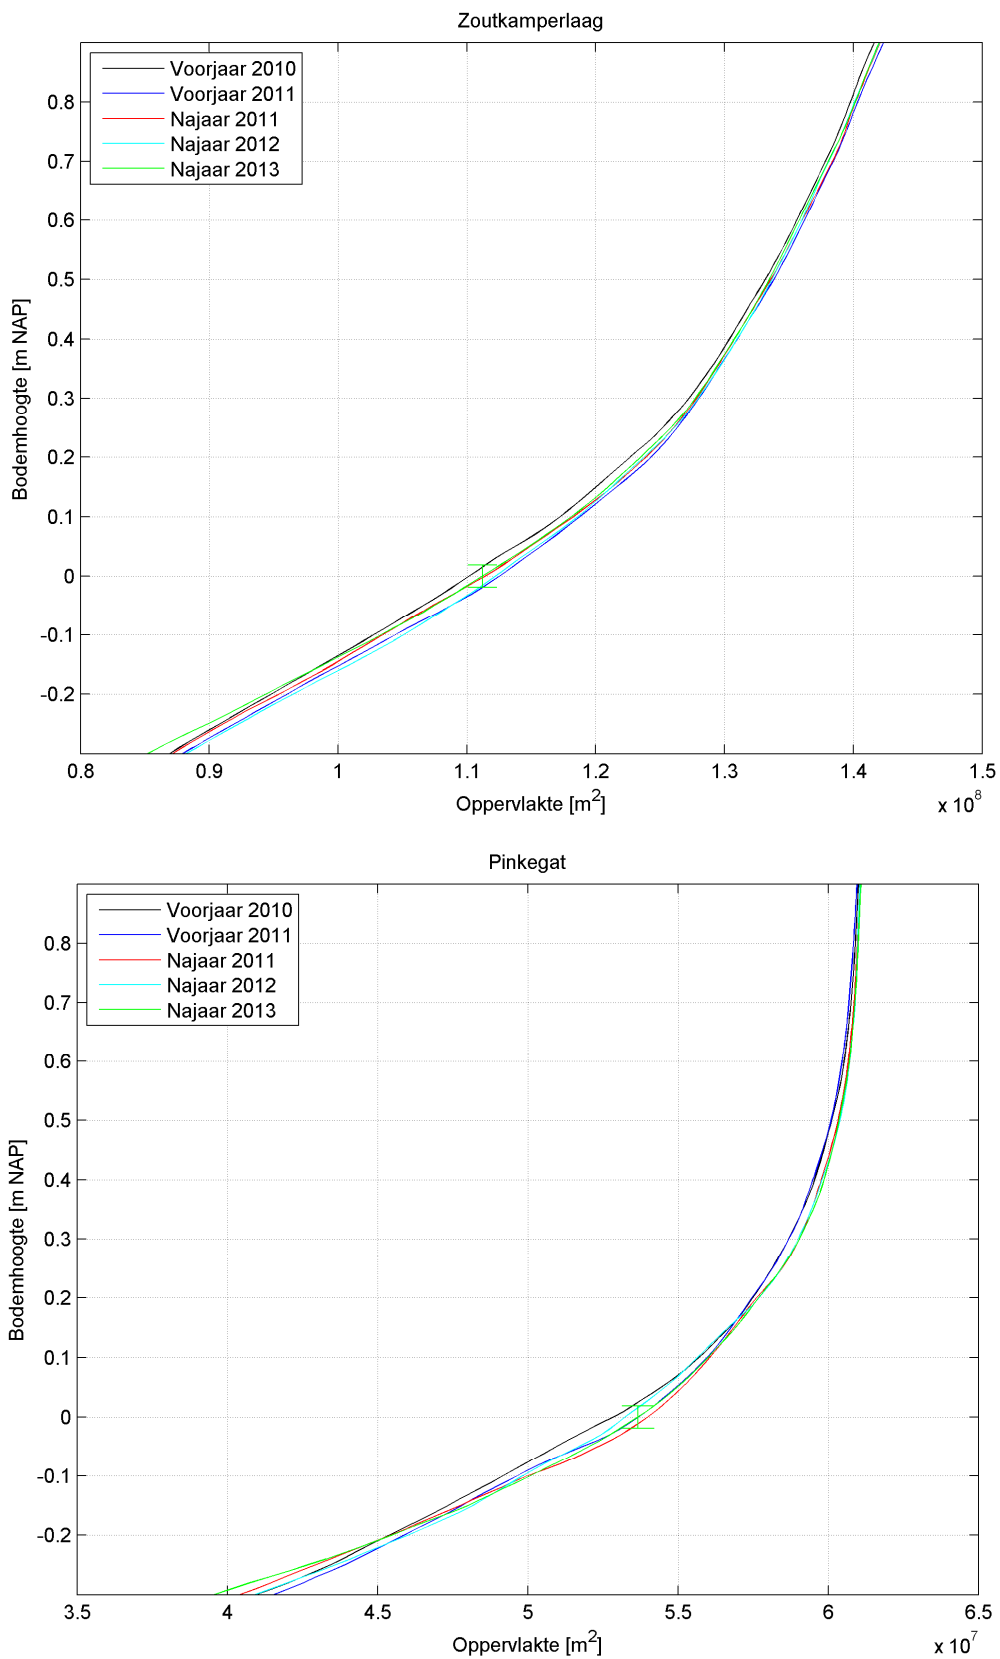 Zoutkamperlaag
Voorjaar 2010
Voorjaar 2011
Najaar 2011
Najaar 2012
Najaar 2013
0.8
0.7
0.6
0.5
0.4
0.3
0.2
0.1
0
-0.1
-0.2
Bodemhoogte [m NAP]
0.8 0.9 1 1.1 1.2 1.3 1.4 1.5
Oppervlakte [m²]
x 10⁸
Pinkegat
Voorjaar 2010
Voorjaar 2011
Najaar 2011
Najaar 2012
Najaar 2013
0.8
0.7
0.6
0.5
0.4
0.3
0.2
0.1
0
-0.1
-0.2
Bodemhoogte [m NAP]
3.5 4 4.5 5 5.5 6 6.5
Oppervlakte [m²]
x 10⁷